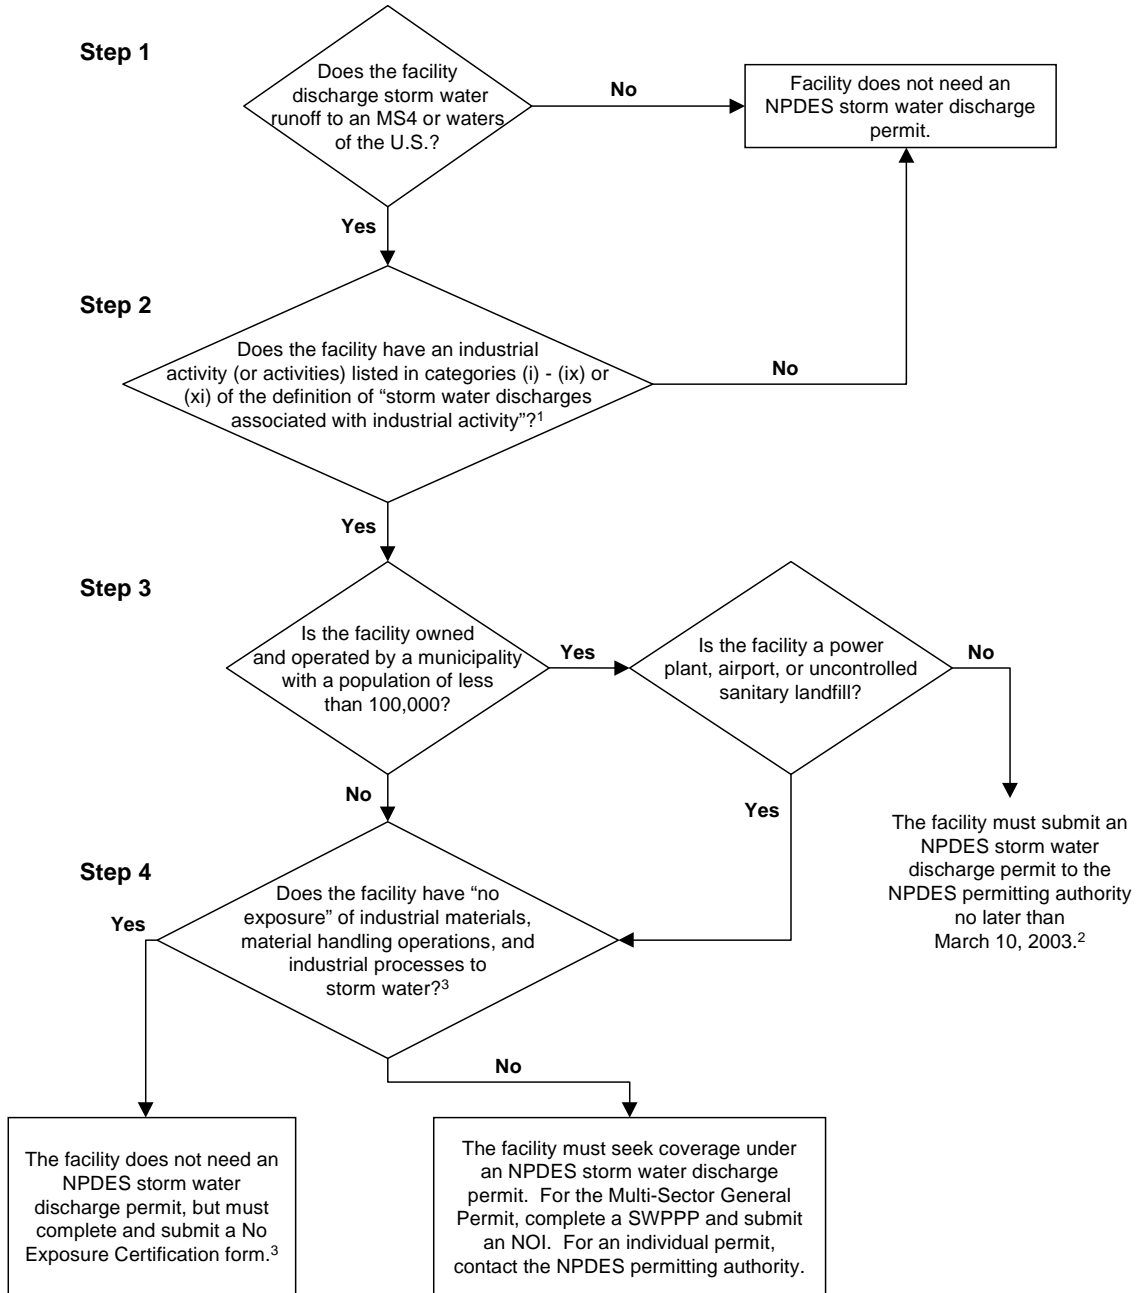 Step 1
Does the facility
discharge storm water
runoff to an MS4 or waters
of the U.S.?
No
Facility does not need an
NPDES storm water discharge
permit.
Yes
Step 2
Does the facility have an industrial
activity (or activities) listed in categories (i) - (ix) or
(xi) of the definition of “storm water discharges
associated with industrial activity”?¹
No
Yes
Step 3
Is the facility owned
and operated by a municipality
with a population of less
than 100,000?
Yes
Is the facility a power
plant, airport, or uncontrolled
sanitary landfill?
No
No
Yes
The facility must submit an
NPDES storm water
discharge permit to the
NPDES permitting authority
no later than
March 10, 2003.²
Step 4
Does the facility have “no
exposure” of industrial materials,
material handling operations, and
industrial processes to
storm water?³
Yes
No
The facility does not need an
NPDES storm water
discharge permit, but must
complete and submit a No
Exposure Certification form.³
The facility must seek coverage under
an NPDES storm water discharge
permit.  For the Multi-Sector General
Permit, complete a SWPPP and submit
an NOI.  For an individual permit,
contact the NPDES permitting authority.